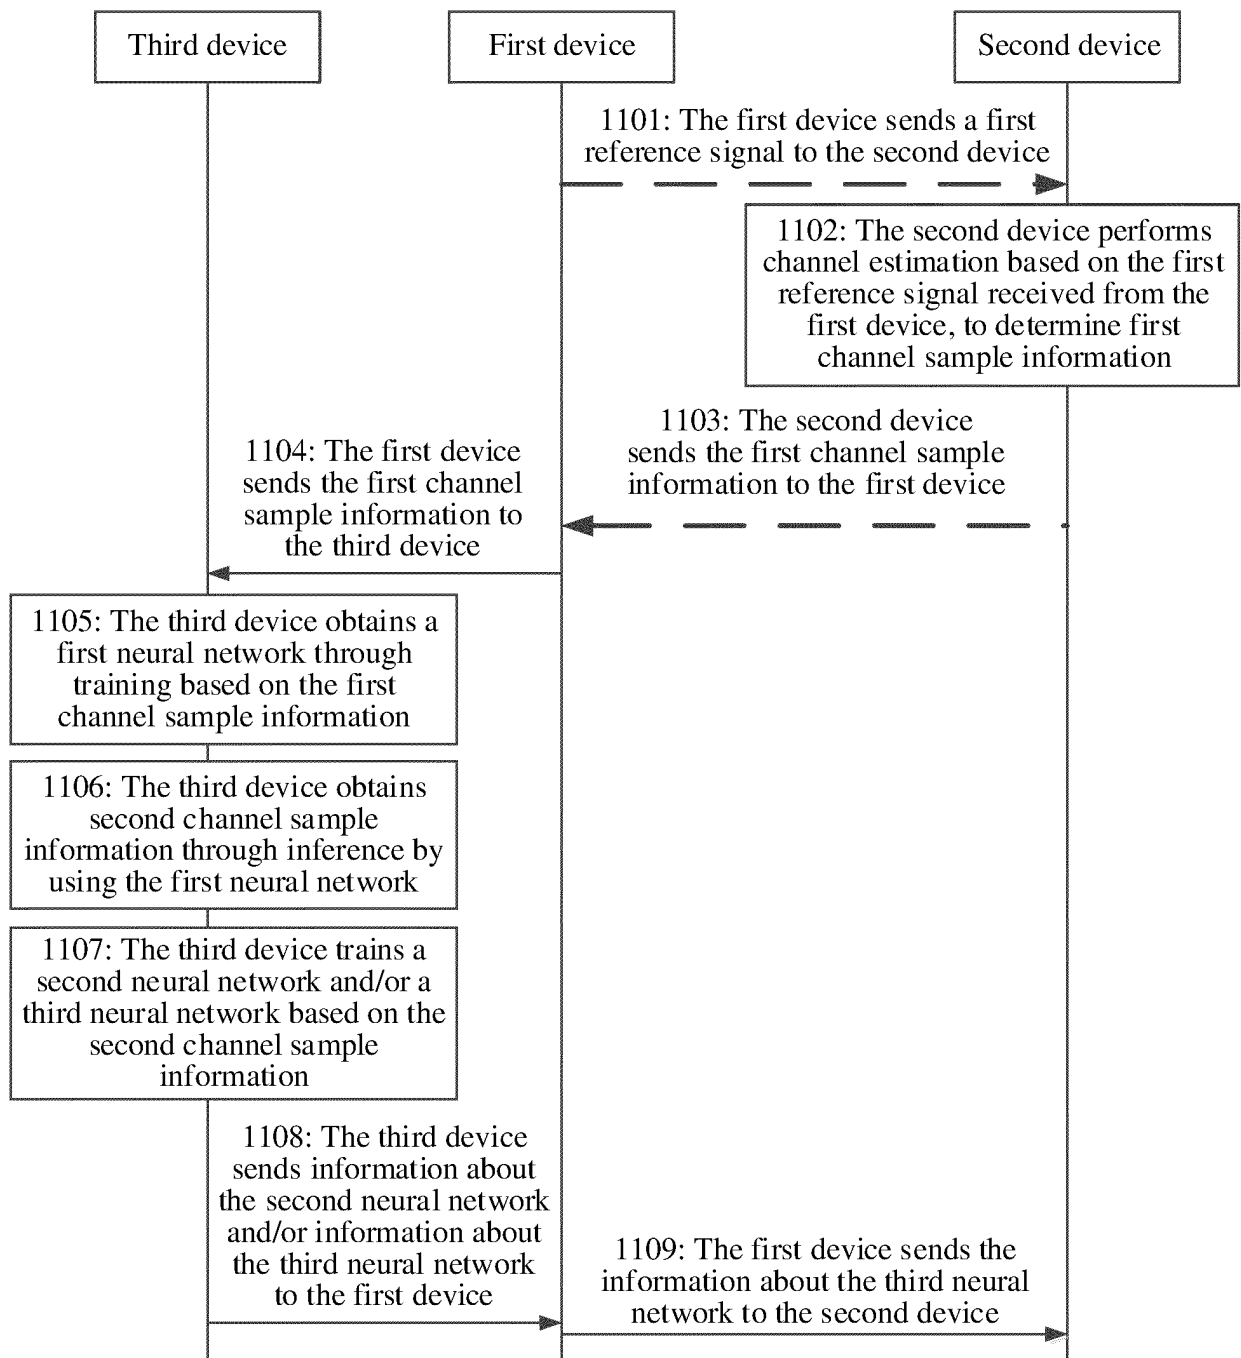 Third device
First device
Second device
1101: The first device sends a first
reference signal to the second device
1102: The second device performs
channel estimation based on the first
reference signal received from the
first device, to determine first
channel sample information
1103: The second device
sends the first channel sample
information to the first device
1104: The first device
sends the first channel
sample information to
the third device
1105: The third device obtains a
first neural network through
training based on the first
channel sample information
1106: The third device obtains
second channel sample
information through inference by
using the first neural network
1107: The third device trains a
second neural network and/or a
third neural network based on the
second channel sample
information
1108: The third device
sends information about
the second neural network
and/or information about
the third neural network
to the first device
1109: The first device sends the
information about the third neural
network to the second device